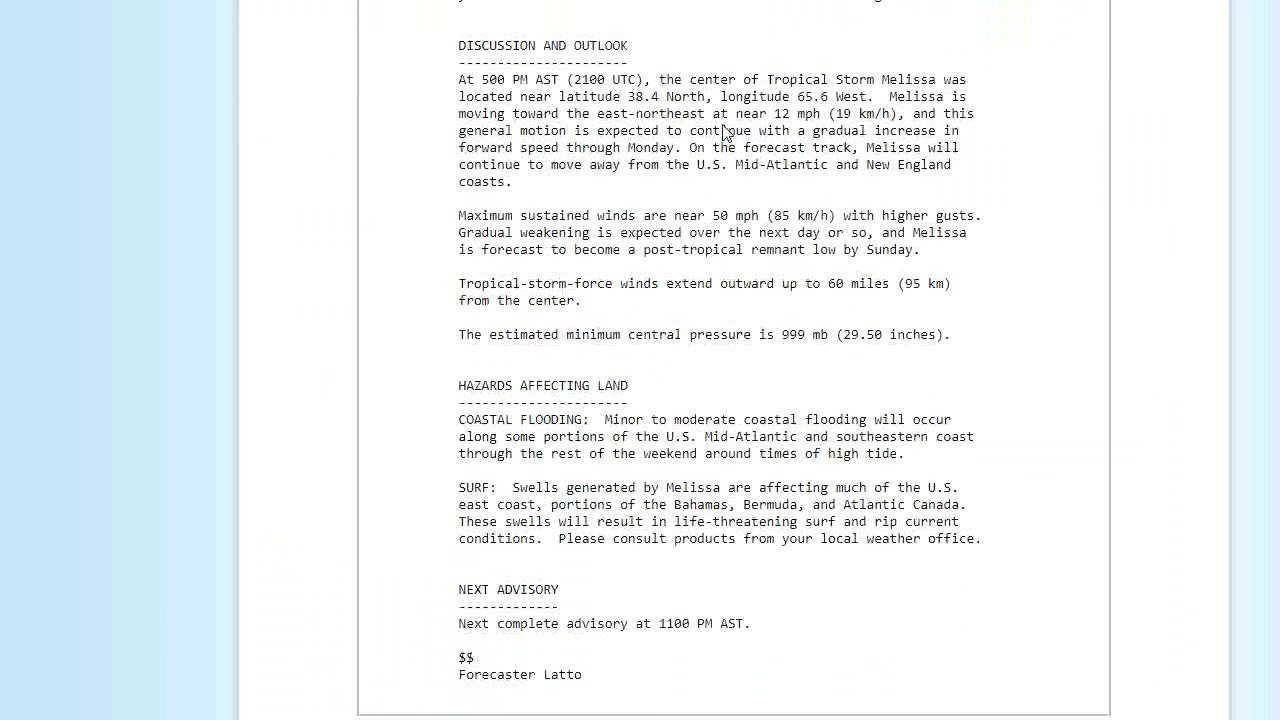 DISCUSSION AND OUTLOOK
----------------------
At 500 PM AST (2100 UTC), the center of Tropical Storm Melissa was
located near latitude 38.4 North, longitude 65.6 West.  Melissa is
moving toward the east-northeast at near 12 mph (19 km/h), and this
general motion is expected to continue with a gradual increase in
forward speed through Monday. On the forecast track, Melissa will
continue to move away from the U.S. Mid-Atlantic and New England
coasts.

Maximum sustained winds are near 50 mph (85 km/h) with higher gusts.
Gradual weakening is expected over the next day or so, and Melissa
is forecast to become a post-tropical remnant low by Sunday.

Tropical-storm-force winds extend outward up to 60 miles (95 km)
from the center.

The estimated minimum central pressure is 999 mb (29.50 inches).

HAZARDS AFFECTING LAND
----------------------
COASTAL FLOODING:  Minor to moderate coastal flooding will occur
along some portions of the U.S. Mid-Atlantic and southeastern coast
through the rest of the weekend around times of high tide.

SURF:  Swells generated by Melissa are affecting much of the U.S.
east coast, portions of the Bahamas, Bermuda, and Atlantic Canada.
These swells will result in life-threatening surf and rip current
conditions.  Please consult products from your local weather office.

NEXT ADVISORY
-------------
Next complete advisory at 1100 PM AST.

$$
Forecaster Latto